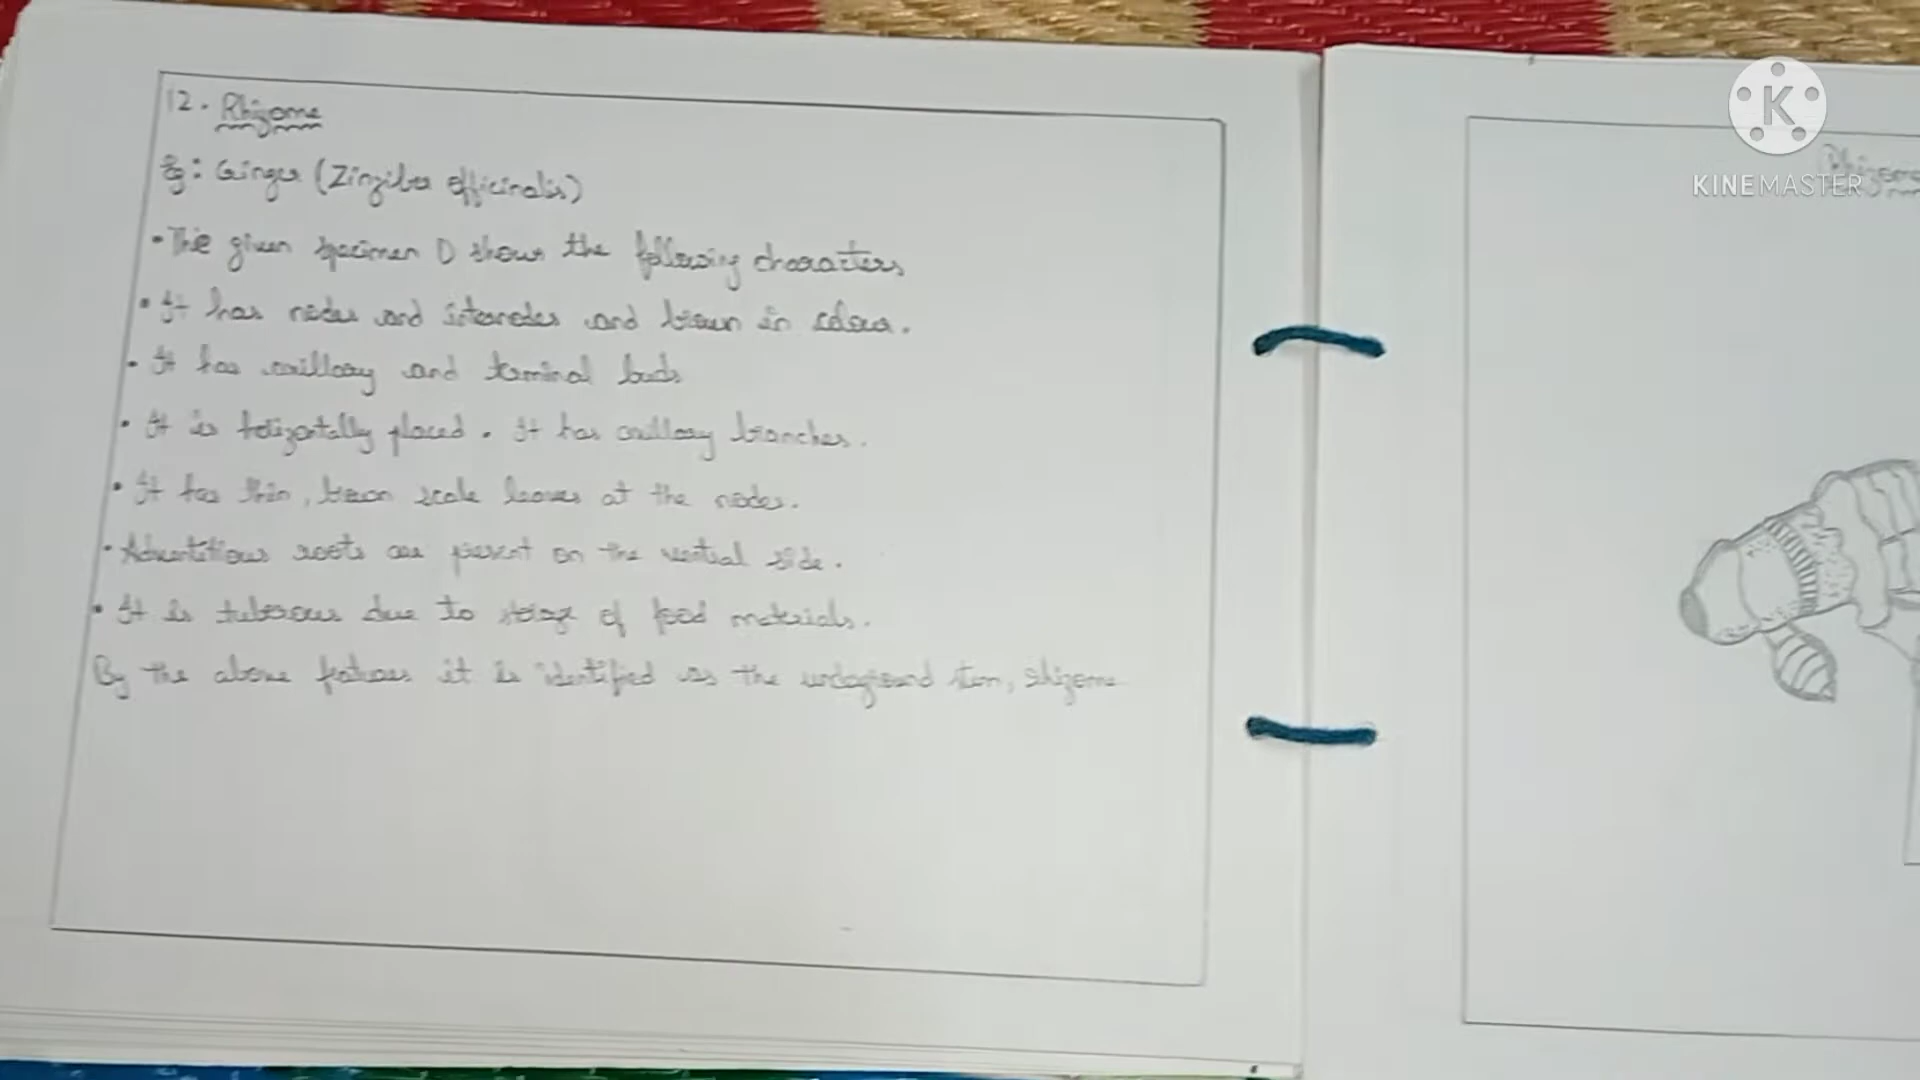 12. Rhizome
Eg: Ginger (Zingiber officinalis)
• The given specimen D shows the following characters
• It has nodes and internodes and brown in colour.
• It has axillary and terminal buds
• It is horizontally placed. It has axillary branches.
• It has thin, brown scale leaves at the nodes.
• Adventitious roots are present on the ventral side.
• It is tuberous due to storage of food materials.
By the above features it is identified as the underground stem, rhizome
Rhizome
KINEMASTER